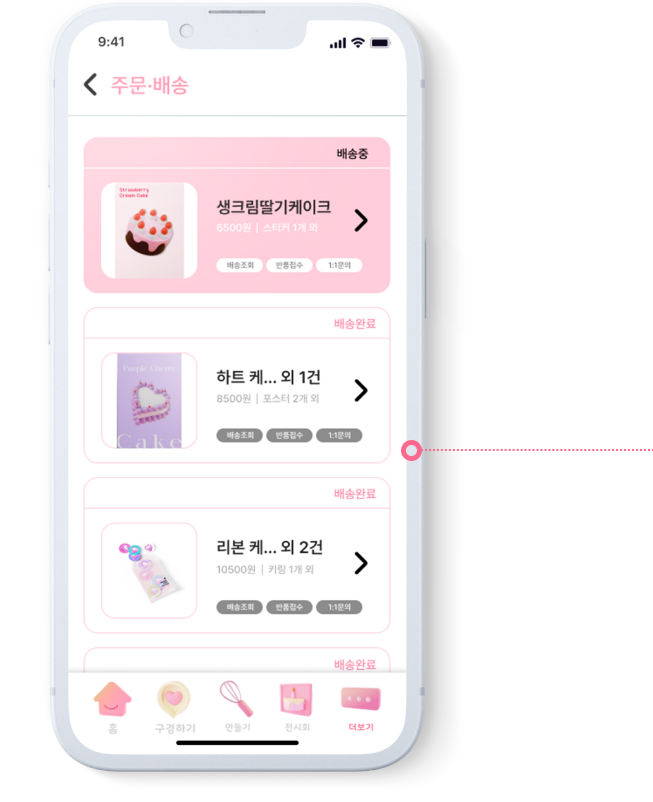 9:41
주문·배송
배송중
Strawberry
Cream Cake
생크림딸기케이크
6500원 | 스티커 1개 외
배송조회 반품접수 1:1문의
배송완료
Purple Cherry
Cake
하트 케... 외 1건
8500원 | 포스터 2개 외
배송조회 반품접수 1:1문의
배송완료
리본 케... 외 2건
10500원 | 키링 1개 외
배송조회 반품접수 1:1문의
배송완료
홈 구경하기 만들기 전시회 더보기